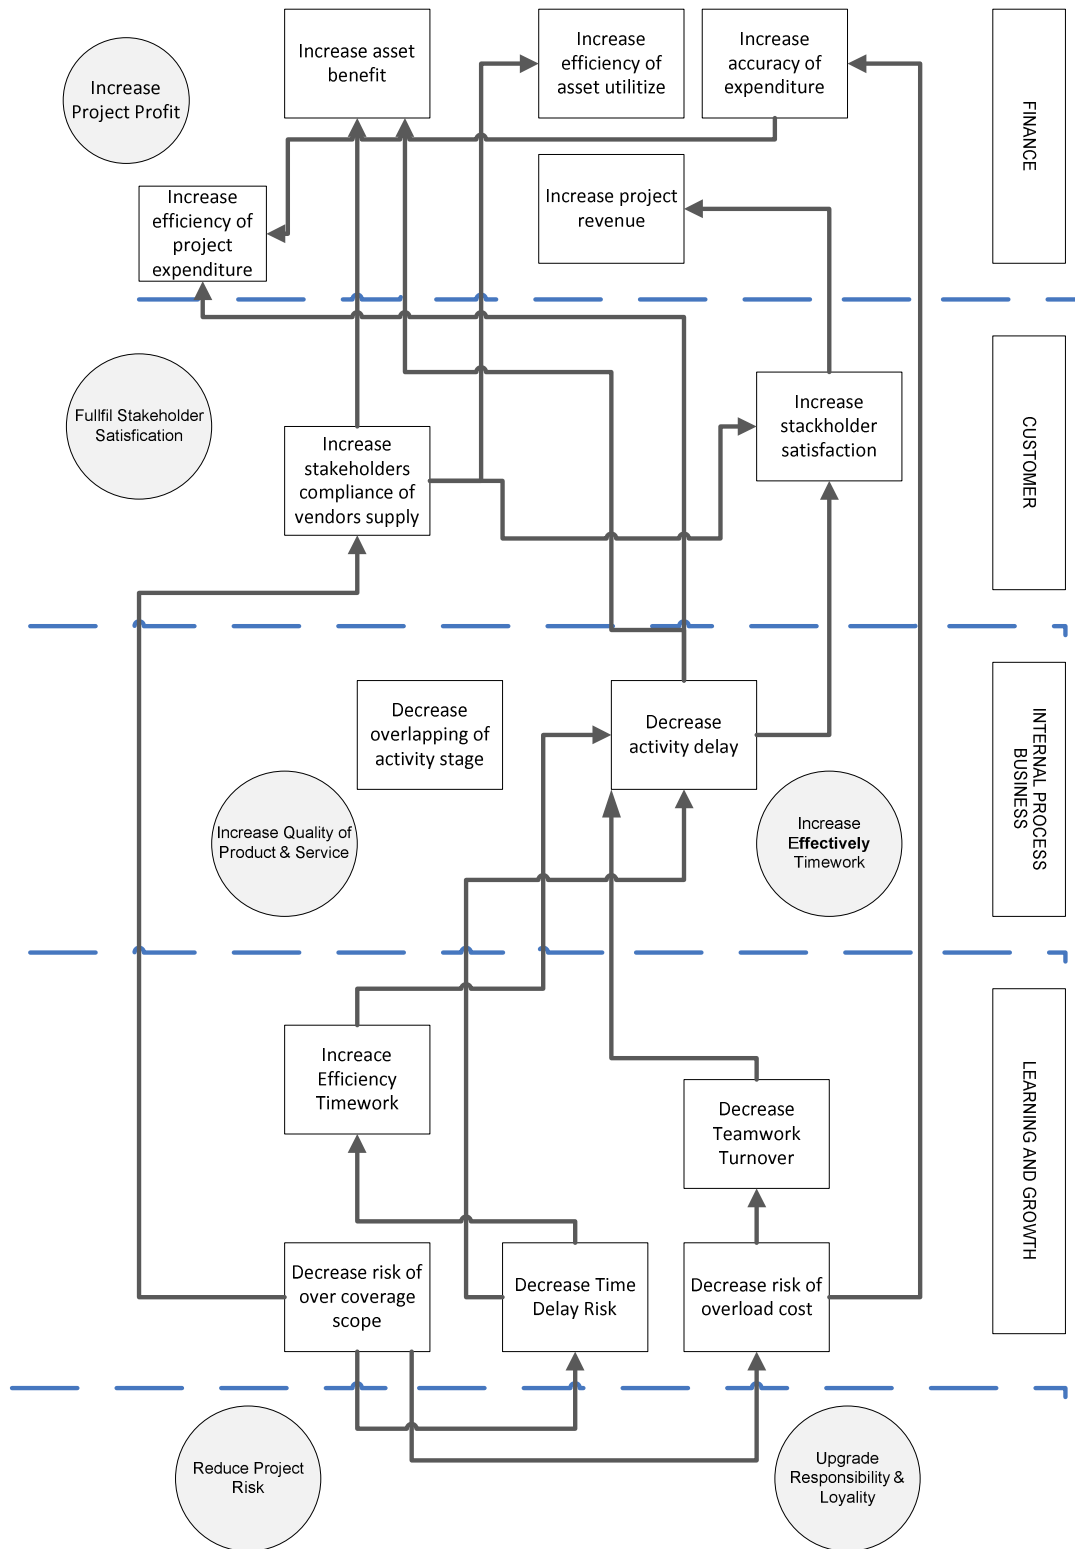 Increase asset
benefit
Increase
efficiency of
asset utilitize
Increase
accuracy of
expenditure
Increase
Project Profit
FINANCE
Increase
efficiency of
project
expenditure
Increase project
revenue
Fullfil Stakeholder
Satisfication
Increase
stakeholders
compliance of
vendors supply
Increase
stackholder
satisfaction
CUSTOMER
Decrease
overlapping of
activity stage
Decrease
activity delay
INTERNAL PROCESS
BUSINESS
Increase Quality of
Product & Service
Increase
Effectively
Timework
Increace
Efficiency
Timework
Decrease
Teamwork
Turnover
LEARNING AND GROWTH
Decrease risk of
over coverage
scope
Decrease Time
Delay Risk
Decrease risk of
overload cost
Reduce Project
Risk
Upgrade
Responsibility &
Loyality